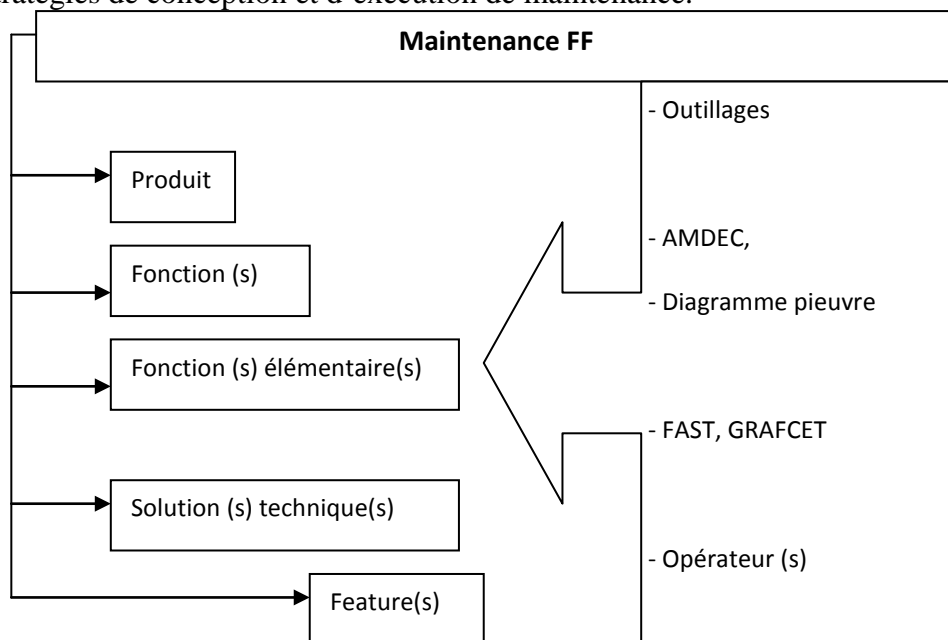 stratégies de conception et d'exécution de maintenance.
Maintenance FF
- Outillages
Produit
- AMDEC,
Fonction (s)
- Diagramme pieuvre
Fonction (s) élémentaire(s)
- FAST, GRAFCET
Solution (s) technique(s)
- Opérateur (s)
Feature(s)